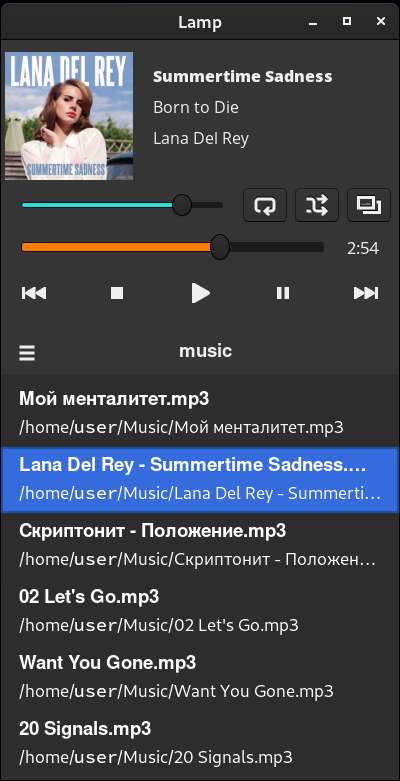 Lamp
LANA DEL REY
SUMMERTIME SADNESS
Summertime Sadness
Born to Die
Lana Del Rey
2:54
music
Мой менталитет.mp3
/home/user/Music/Мой менталитет.mp3
Lana Del Rey - Summertime Sadness.…
/home/user/Music/Lana Del Rey - Summerti…
Скриптонит - Положение.mp3
/home/user/Music/Скриптонит - Положен…
02 Let's Go.mp3
/home/user/Music/02 Let's Go.mp3
Want You Gone.mp3
/home/user/Music/Want You Gone.mp3
20 Signals.mp3
/home/user/Music/20 Signals.mp3